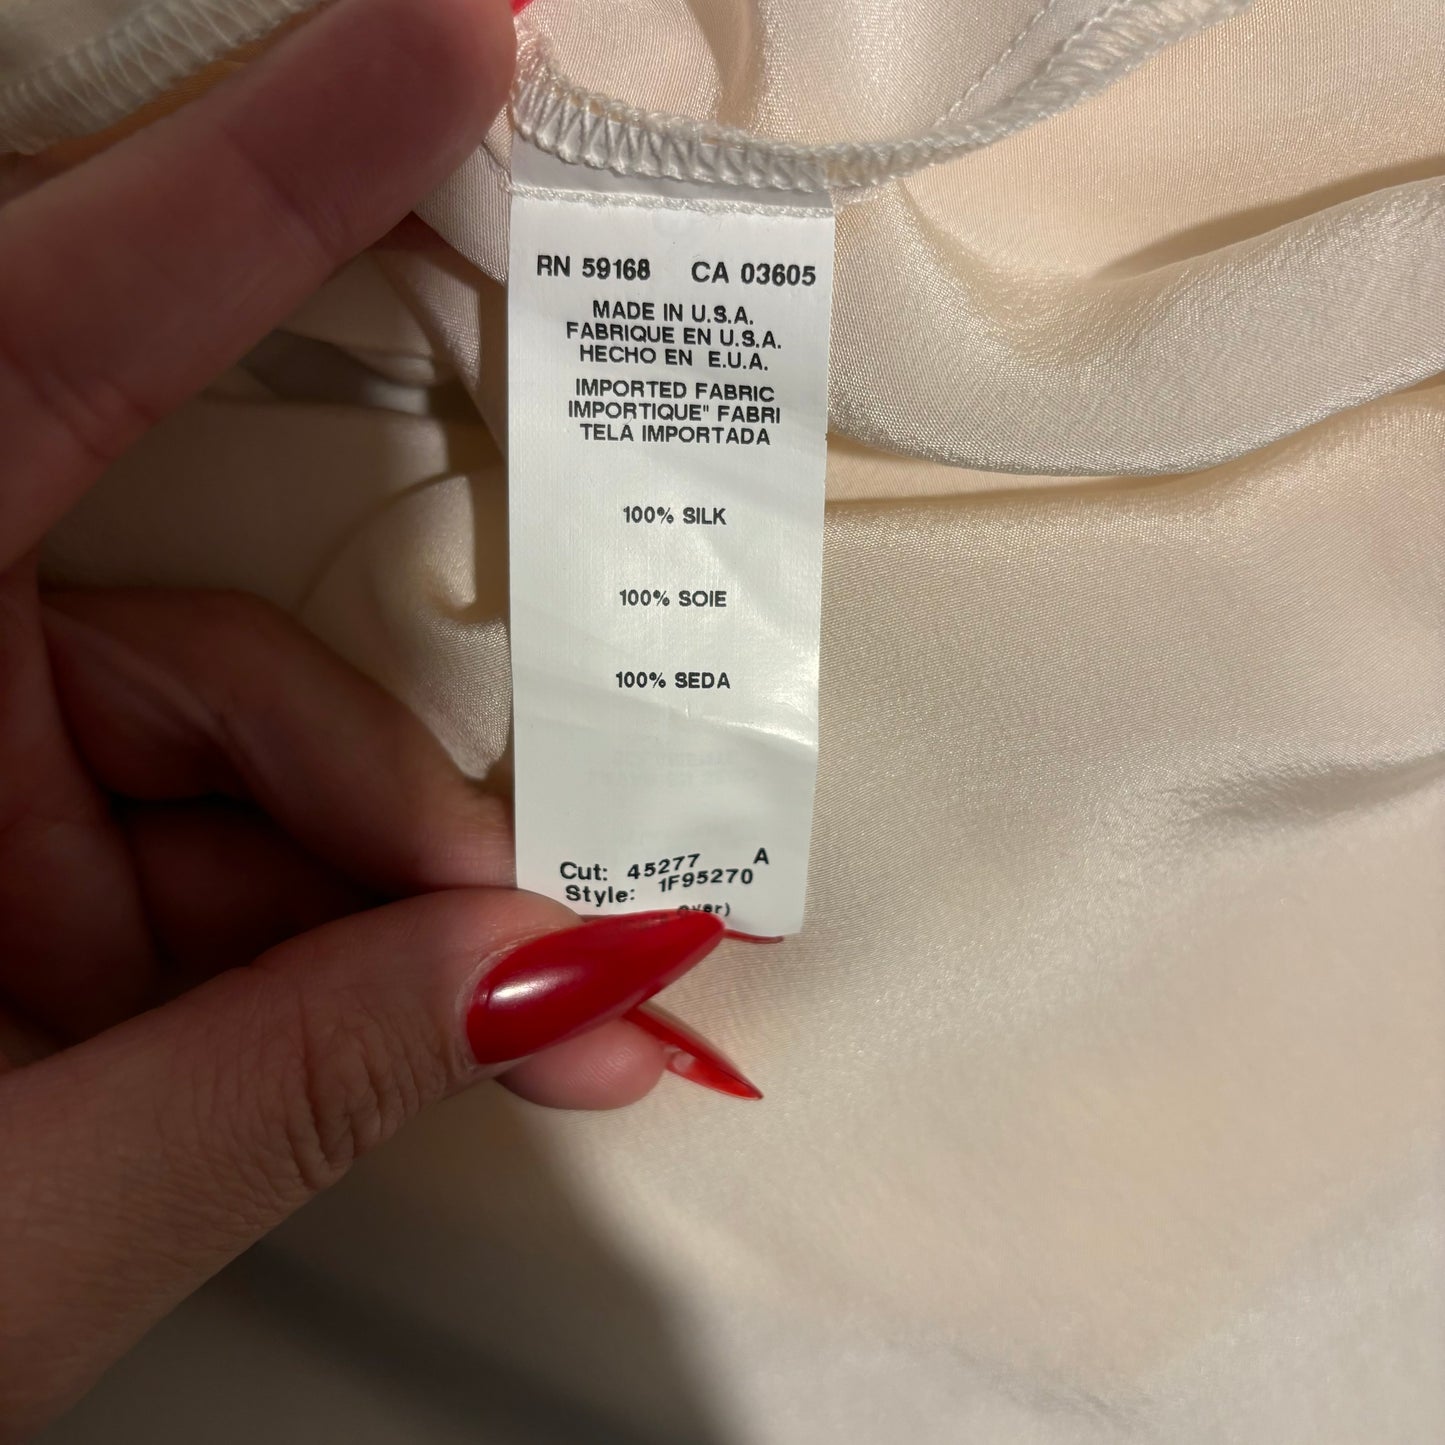 RN 59168 CA 03605
MADE IN U.S.A.
FABRIQUE EN U.S.A.
HECHO EN E.U.A.
IMPORTED FABRIC
IMPORTIQUE" FABRI
TELA IMPORTADA
100% SILK
100% SOIE
100% SEDA
Cut: 45277 A
Style: 1F95270